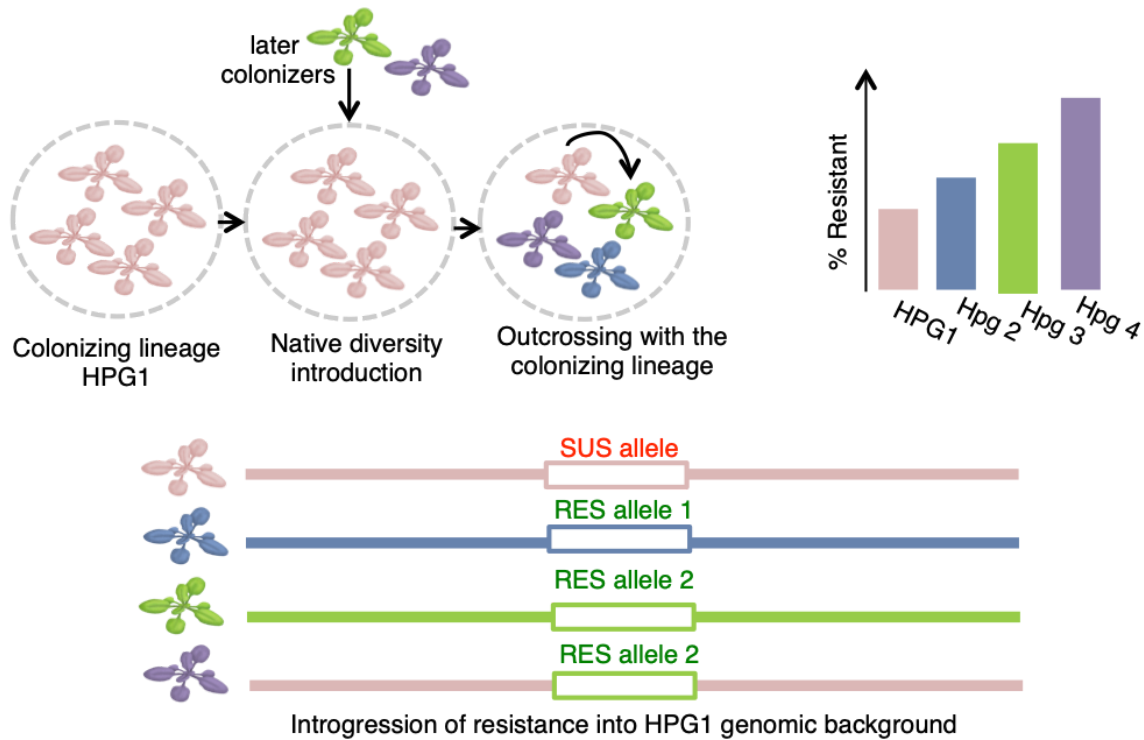 later
colonizers
Colonizing lineage
HPG1
Native diversity
introduction
Outcrossing with the
colonizing lineage
% Resistant
HPG1
Hpg 2
Hpg 3
Hpg 4
SUS allele
RES allele 1
RES allele 2
RES allele 2
Introgression of resistance into HPG1 genomic background